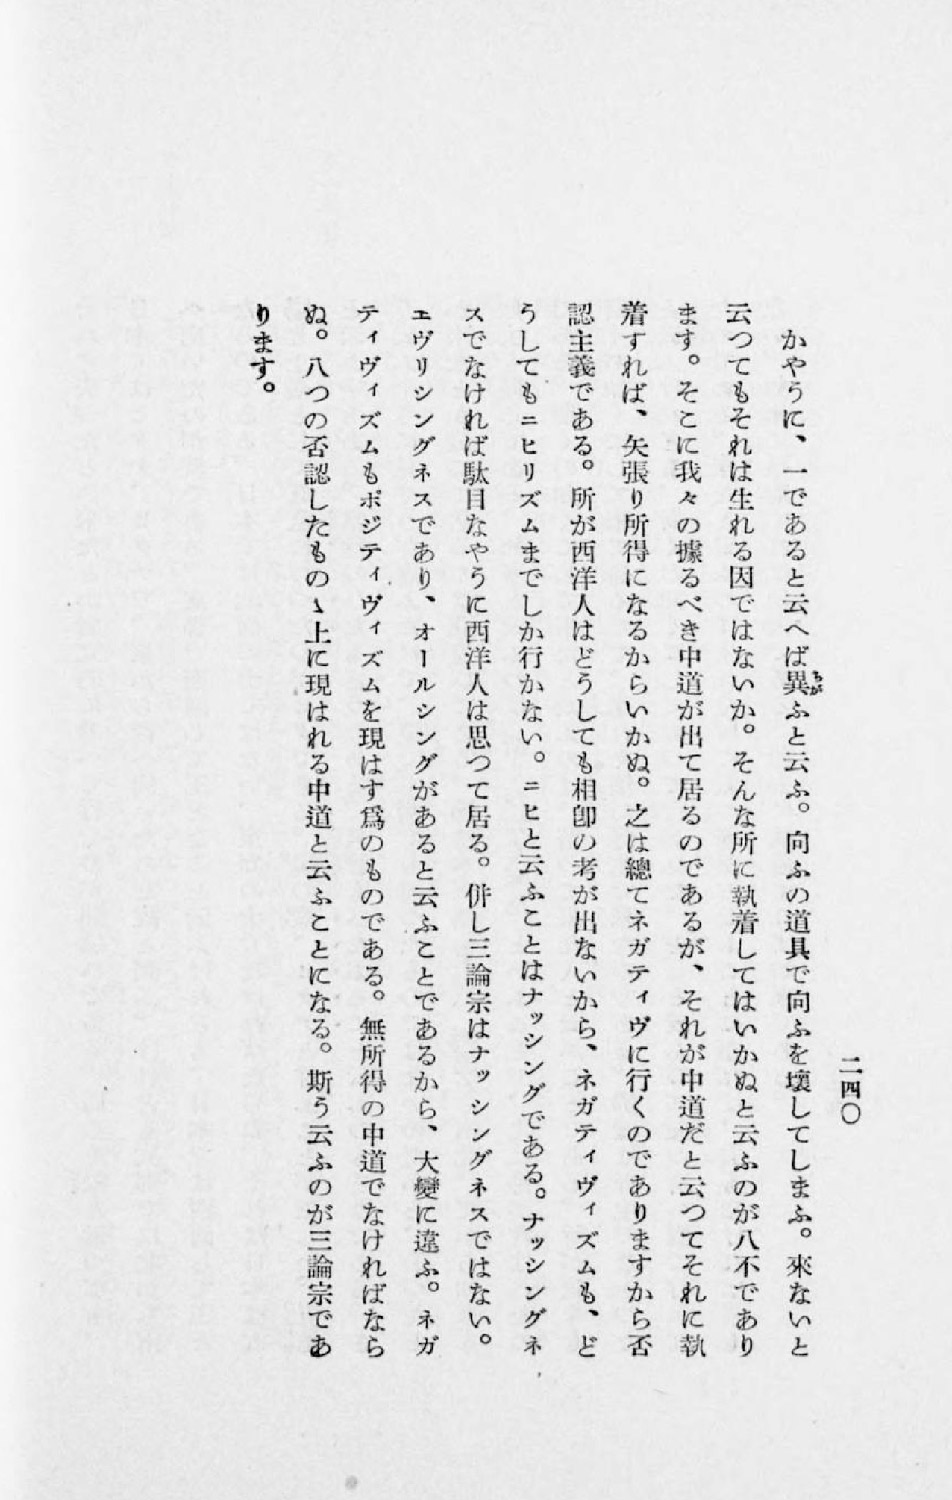 二四〇
かやうに、一であると云へば異ふと云ふ。向ふの道具で向ふを壞してしまふ。來ないと
云つてもそれは生れる因ではないか。そんな所に執着してはいかぬと云ふのが八不であり
ます。そこに我々の據るべき中道が出て居るのであるが、それが中道だと云つてそれに執
着すれば、矢張り所得になるからいかぬ。之は總てネガティヴに行くのでありますから否
認主義である。所が西洋人はどうしても相卽の考が出ないから、ネガティヴィズムも、ど
うしてもニヒリズムまでしか行かない。ニヒと云ふことはナッシングである。ナッシングネ
スでなければ駄目なやうに西洋人は思つて居る。併し三論宗はナッシングネスではない。
エヴリシングネスであり、オールシングがあると云ふことであるから、大變に違ふ。ネガ
ティヴィズムもポジティヴィズムを現はす爲のものである。無所得の中道でなければなら
ぬ。八つの否認したものゝ上に現はれる中道と云ふことになる。斯う云ふのが三論宗であ
ります。